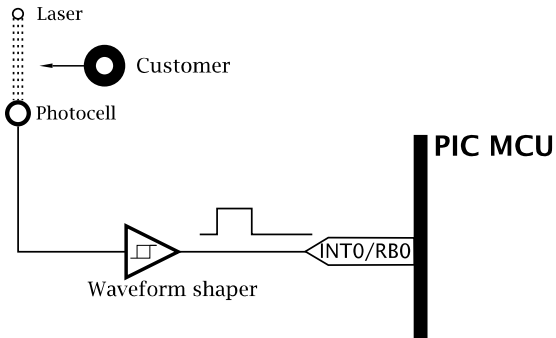 Laser
Customer
Photocell
PIC MCU
INT0/RB0
Waveform shaper